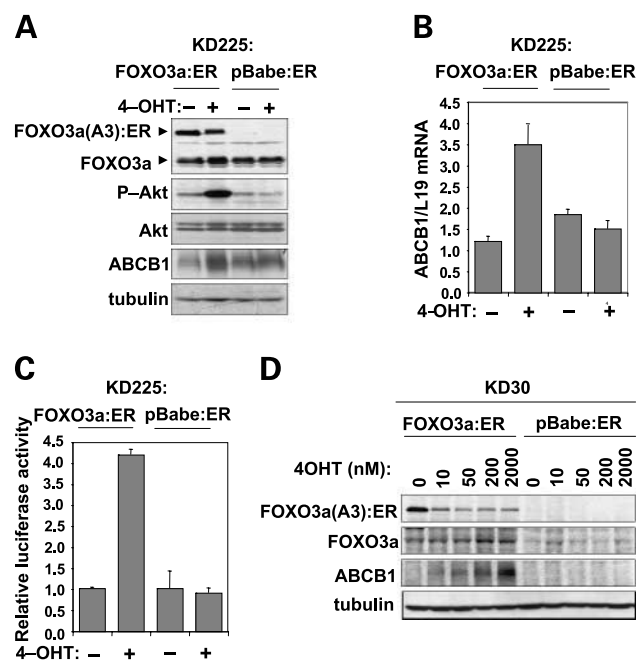 A
KD225:
FOXO3a:ER pBabe:ER
4–OHT: – + – +
FOXO3a(A3):ER
FOXO3a
P–Akt
Akt
ABCB1
tubulin
B
KD225:
FOXO3a:ER pBabe:ER
ABCB1/L19 mRNA
4.5
4.0
3.5
3.0
2.5
2.0
1.5
1.0
0.5
0.0
4-OHT: – + – +
C
KD225:
FOXO3a:ER pBabe:ER
Relative luciferase activity
4.5
4.0
3.5
3.0
2.5
2.0
1.5
1.0
0.5
0.0
4–OHT: – + – +
D
KD30
FOXO3a:ER pBabe:ER
4OHT (nM): 0 10 50 200 2000 0 10 50 200 2000
FOXO3a(A3):ER
FOXO3a
ABCB1
tubulin